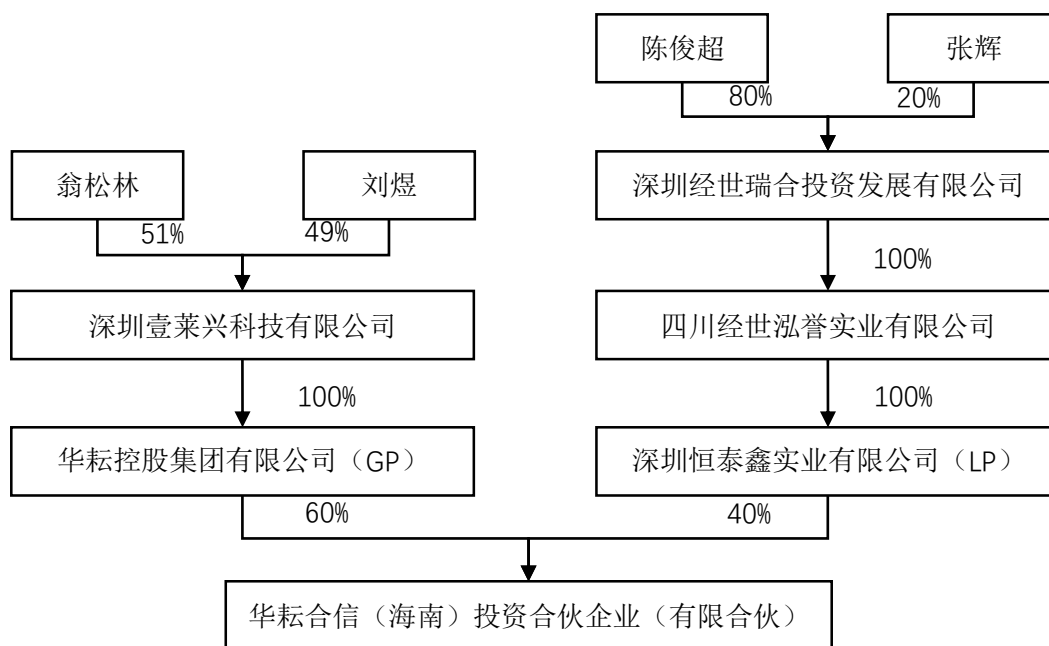 陈俊超
张辉
80%
20%
翁松林
刘煜
深圳经世瑞合投资发展有限公司
51%
49%
100%
深圳壹莱兴科技有限公司
四川经世泓誉实业有限公司
100%
100%
华耘控股集团有限公司（GP）
深圳恒泰鑫实业有限公司（LP）
60%
40%
华耘合信（海南）投资合伙企业（有限合伙）